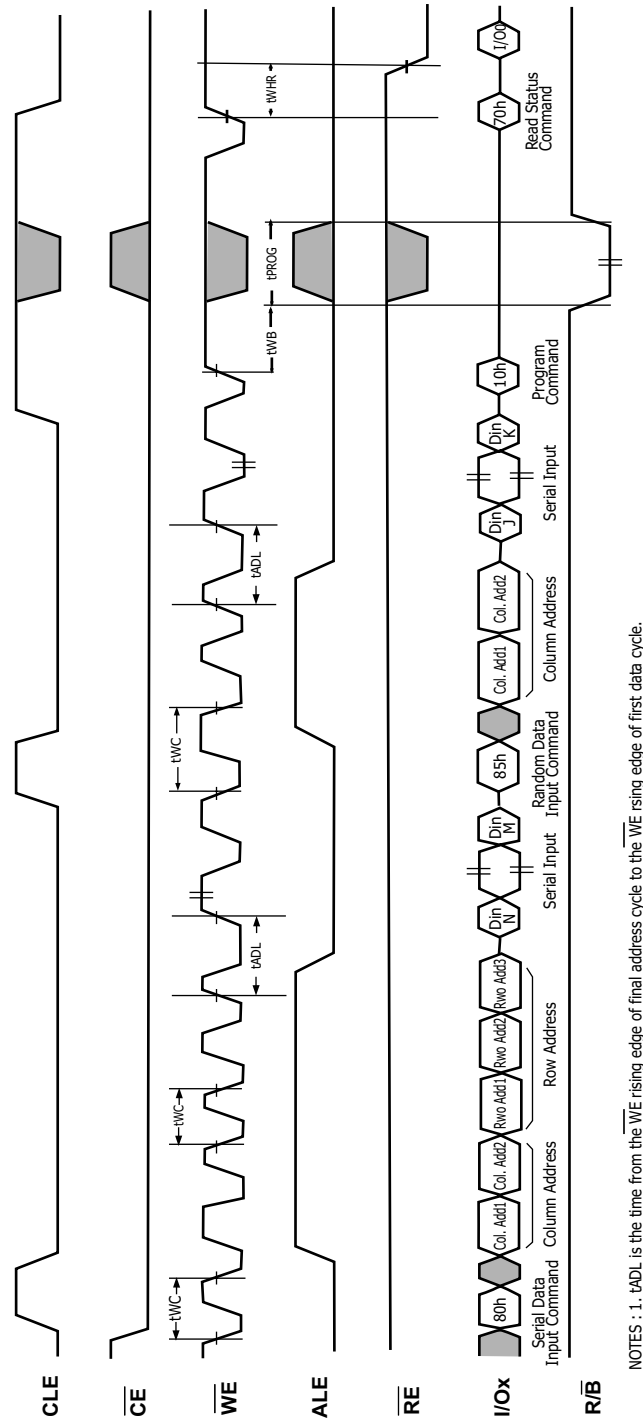 CLE
CE
WE
ALE
RE
I/Ox
R/B
tWC
tWC
tADL
tWC
tADL
tWB
tPROG
tWHR
80h
Col. Add1
Col. Add2
Rwo Add1
Rwo Add2
Rwo Add3
Din
N
Din
M
85h
Col. Add1
Col. Add2
Din
J
Din
K
10h
70h
I/O0
Serial Data
Input Command
Column Address
Row Address
Serial Input
Random Data
Input Command
Column Address
Serial Input
Program
Command
Read Status
Command
NOTES : 1. tADL is the time from the WE rising edge of final address cycle to the WE rsing edge of first data cycle.